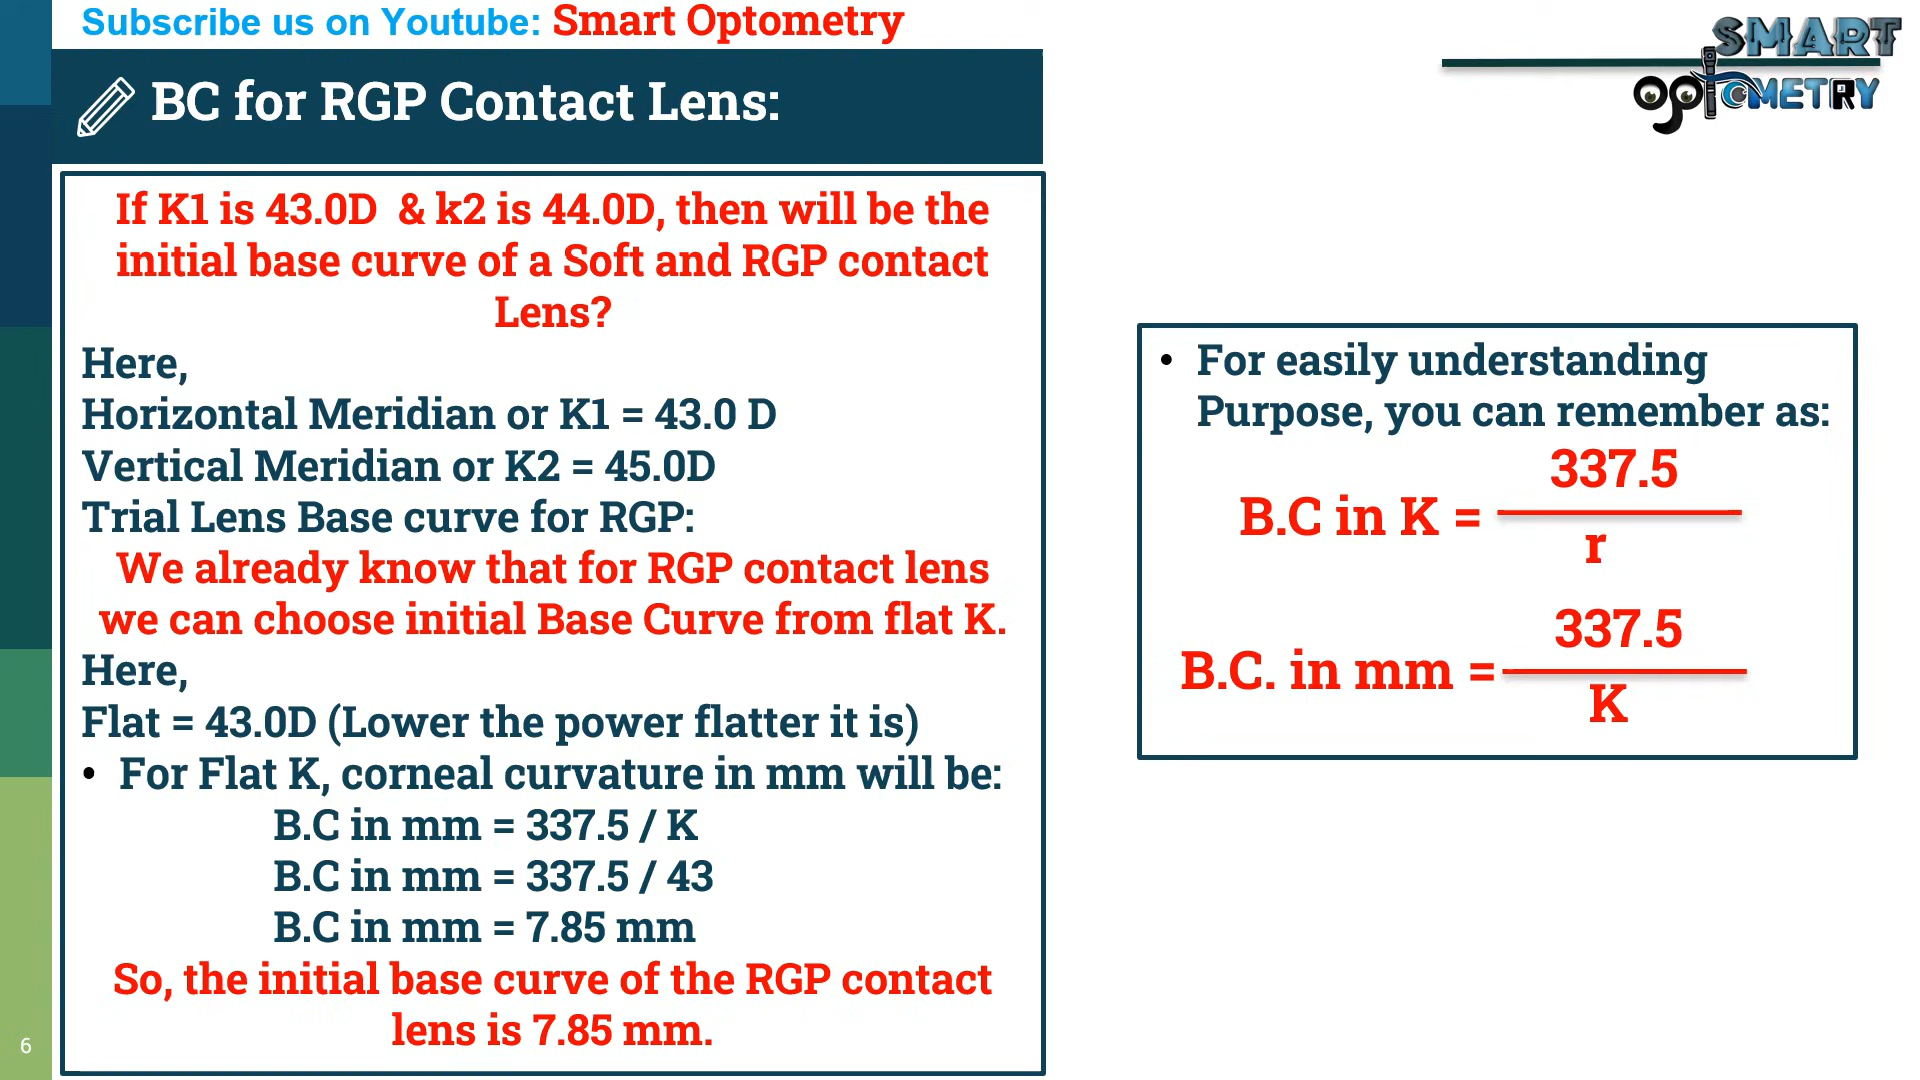 Subscribe us on Youtube: Smart Optometry
SMART
OptOMETRY
BC for RGP Contact Lens:
If K1 is 43.0D & k2 is 44.0D, then will be the
initial base curve of a Soft and RGP contact
Lens?
Here,
Horizontal Meridian or K1 = 43.0 D
Vertical Meridian or K2 = 45.0D
Trial Lens Base curve for RGP:
We already know that for RGP contact lens
we can choose initial Base Curve from flat K.
Here,
Flat = 43.0D (Lower the power flatter it is)
• For Flat K, corneal curvature in mm will be:
B.C in mm = 337.5 / K
B.C in mm = 337.5 / 43
B.C in mm = 7.85 mm
So, the initial base curve of the RGP contact
lens is 7.85 mm.
• For easily understanding
Purpose, you can remember as:
337.5
B.C in K =
r
337.5
B.C. in mm =
K
6